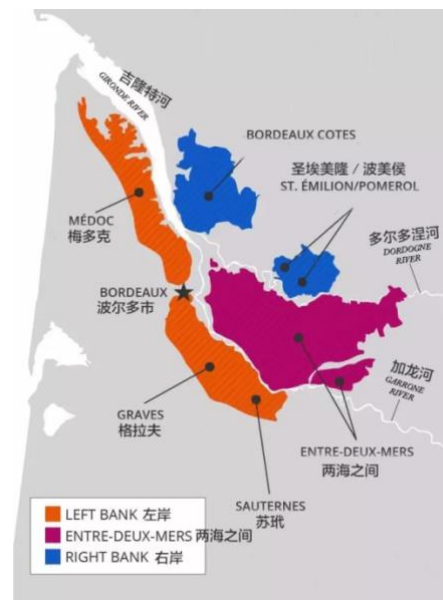 吉隆特河
GIRONDE RIVER
BORDEAUX COTES
圣埃美隆 / 波美侯
ST. ÉMILION/POMEROL
MÉDOC
梅多克
多尔多涅河
DORDOGNE
RIVER
BORDEAUX
波尔多市
加龙河
GARRONE
RIVER
GRAVES
格拉夫
ENTRE-DEUX-MERS
两海之间
SAUTERNES
苏玳
LEFT BANK 左岸
ENTRE-DEUX-MERS 两海之间
RIGHT BANK 右岸